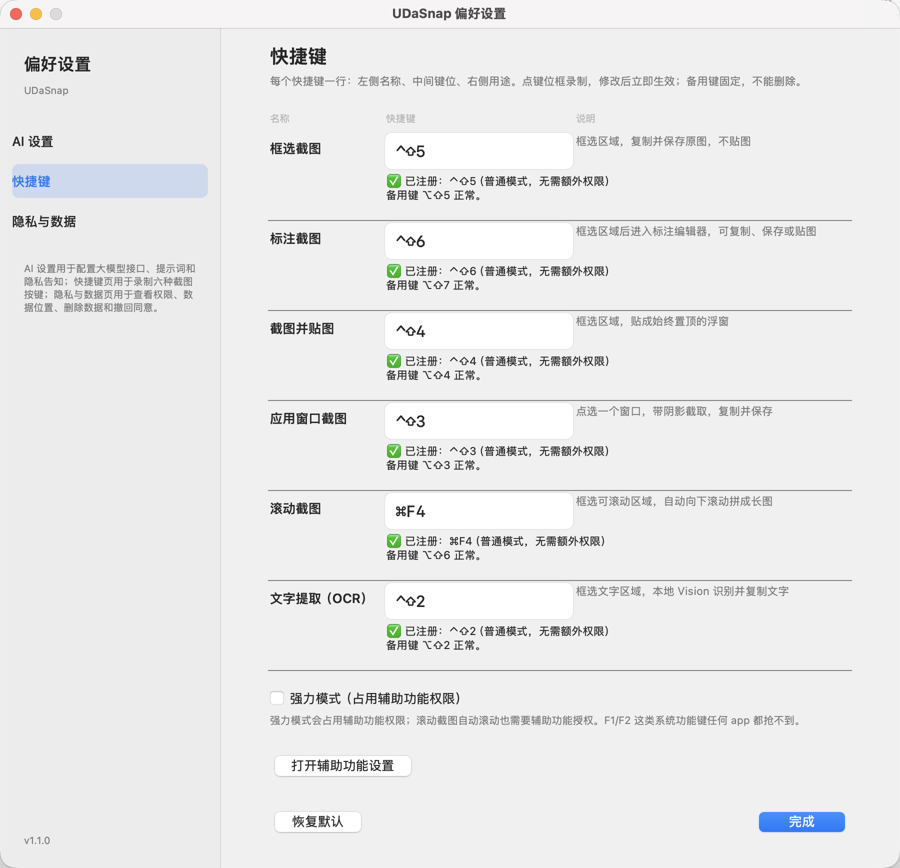 UDaSnap 偏好设置
偏好设置
UDaSnap
AI 设置
快捷键
隐私与数据
AI 设置用于配置大模型接口、提示词和
隐私告知；快捷键页用于录制六种截图
按键；隐私与数据页用于查看权限、数
据位置、删除数据和撤回同意。
v1.1.0
快捷键
每个快捷键一行：左侧名称、中间键位、右侧用途。点键位框录制，修改后立即生效；备用键固定，不能删除。
名称 快捷键 说明
框选截图 ^⇧5 框选区域，复制并保存原图，不贴图
✅ 已注册：^⇧5 (普通模式，无需额外权限)
备用键 ⌥⇧5 正常。
标注截图 ^⇧6 框选区域后进入标注编辑器，可复制、保存或贴图
✅ 已注册：^⇧6 (普通模式，无需额外权限)
备用键 ⌥⇧7 正常。
截图并贴图 ^⇧4 框选区域，贴成始终置顶的浮窗
✅ 已注册：^⇧4 (普通模式，无需额外权限)
备用键 ⌥⇧4 正常。
应用窗口截图 ^⇧3 点选一个窗口，带阴影截取，复制并保存
✅ 已注册：^⇧3 (普通模式，无需额外权限)
备用键 ⌥⇧3 正常。
滚动截图 ⌘F4 框选可滚动区域，自动向下滚动拼成长图
✅ 已注册：⌘F4 (普通模式，无需额外权限)
备用键 ⌥⇧6 正常。
文字提取（OCR） ^⇧2 框选文字区域，本地 Vision 识别并复制文字
✅ 已注册：^⇧2 (普通模式，无需额外权限)
备用键 ⌥⇧2 正常。
强力模式（占用辅助功能权限）
强力模式会占用辅助功能权限；滚动截图自动滚动也需要辅助功能授权。F1/F2 这类系统功能键任何 app 都抢不到。
打开辅助功能设置
恢复默认
完成